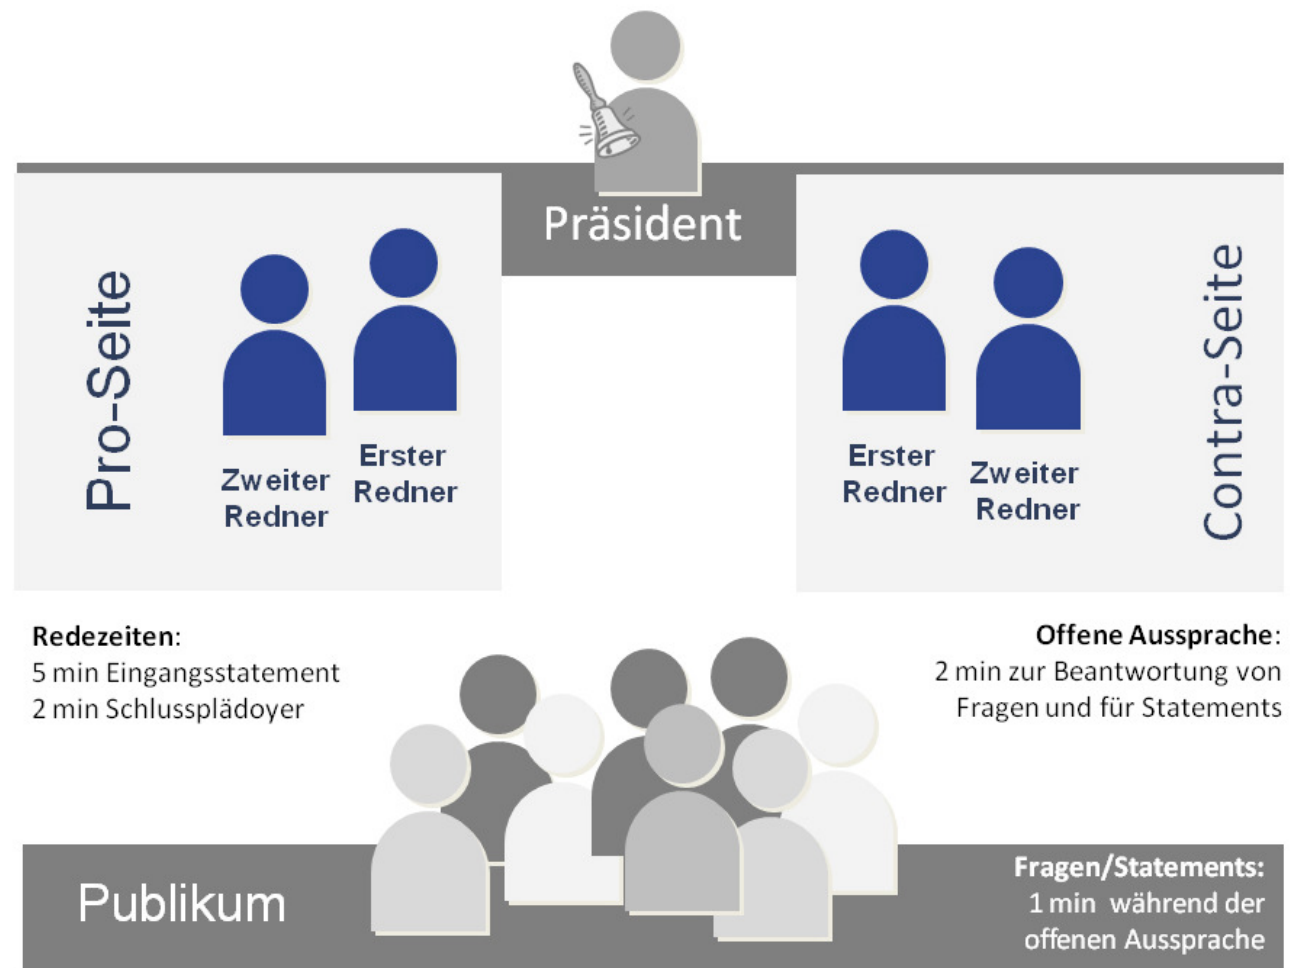 Präsident
Pro-Seite
Zweiter
Redner
Erster
Redner
Erster
Redner
Zweiter
Redner
Contra-Seite
Redezeiten:
5 min Eingangsstatement
2 min Schlussplädoyer
Offene Aussprache:
2 min zur Beantwortung von
Fragen und für Statements
Publikum
Fragen/Statements:
1 min während der
offenen Aussprache